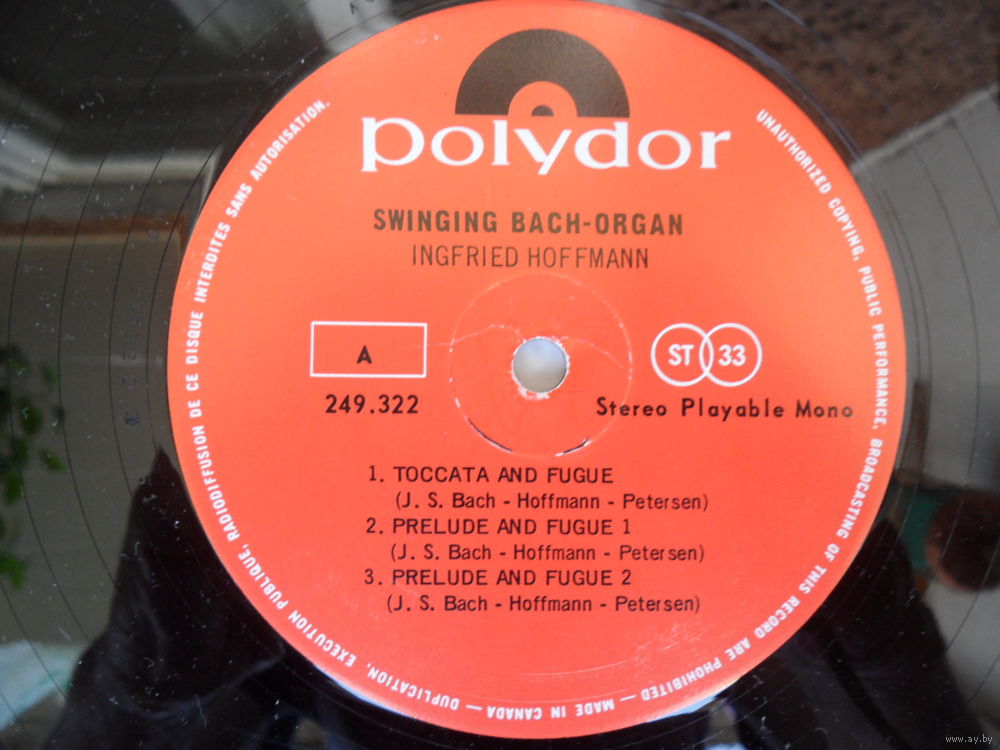 polydor
SWINGING BACH-ORGAN
INGFRIED HOFFMANN
A
249.322
ST 33
Stereo Playable Mono
1. TOCCATA AND FUGUE
(J. S. Bach - Hoffmann - Petersen)
2. PRELUDE AND FUGUE 1
(J. S. Bach - Hoffmann - Petersen)
3. PRELUDE AND FUGUE 2
(J. S. Bach - Hoffmann - Petersen)
UNAUTHORIZED COPYING, PUBLIC PERFORMANCE, BROADCASTING OF THIS RECORD ARE PROHIBITED — MADE IN CANADA — DUPLICATION, EXÉCUTION PUBLIQUE, RADIODIFFUSION DE CE DISQUE INTERDITES SANS AUTORISATION.
www.ay.by